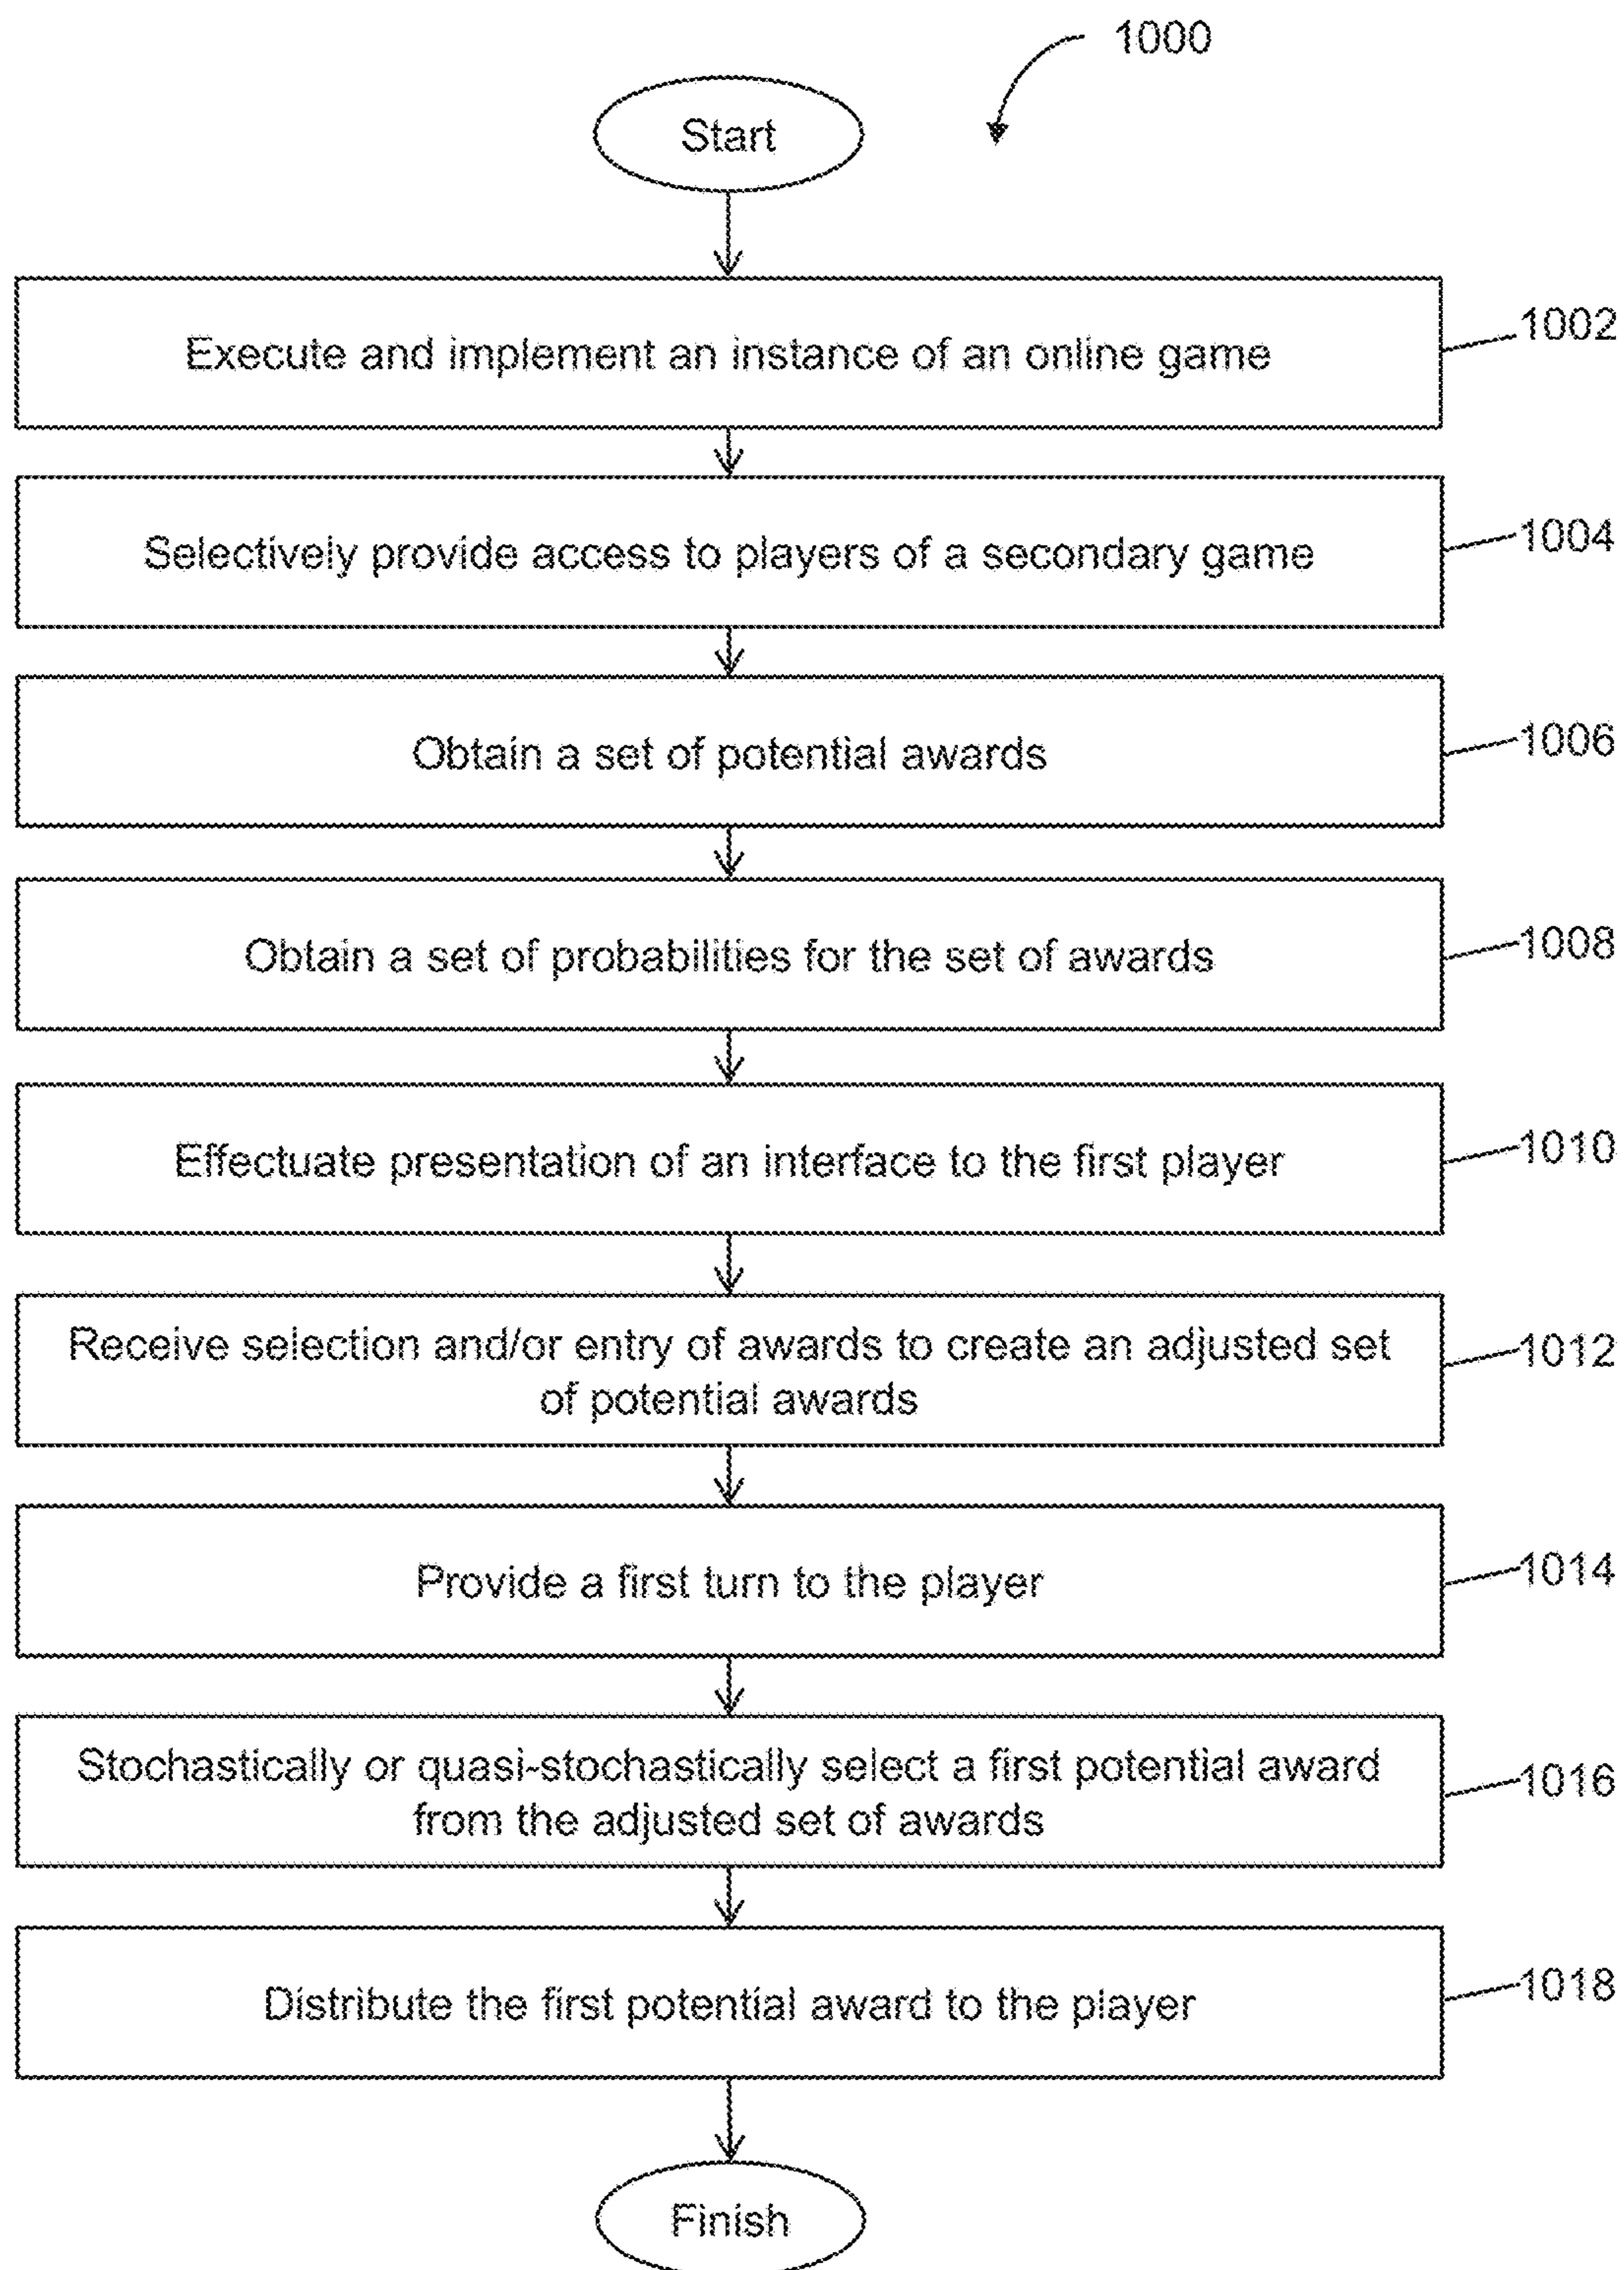 1000
Start
Execute and implement an instance of an online game
1002
Selectively provide access to players of a secondary game
1004
Obtain a set of potential awards
1006
Obtain a set of probabilities for the set of awards
1008
Effectuate presentation of an interface to the first player
1010
Receive selection and/or entry of awards to create an adjusted set
of potential awards
1012
Provide a first turn to the player
1014
Stochastically or quasi-stochastically select a first potential award
from the adjusted set of awards
1016
Distribute the first potential award to the player
1018
Finish